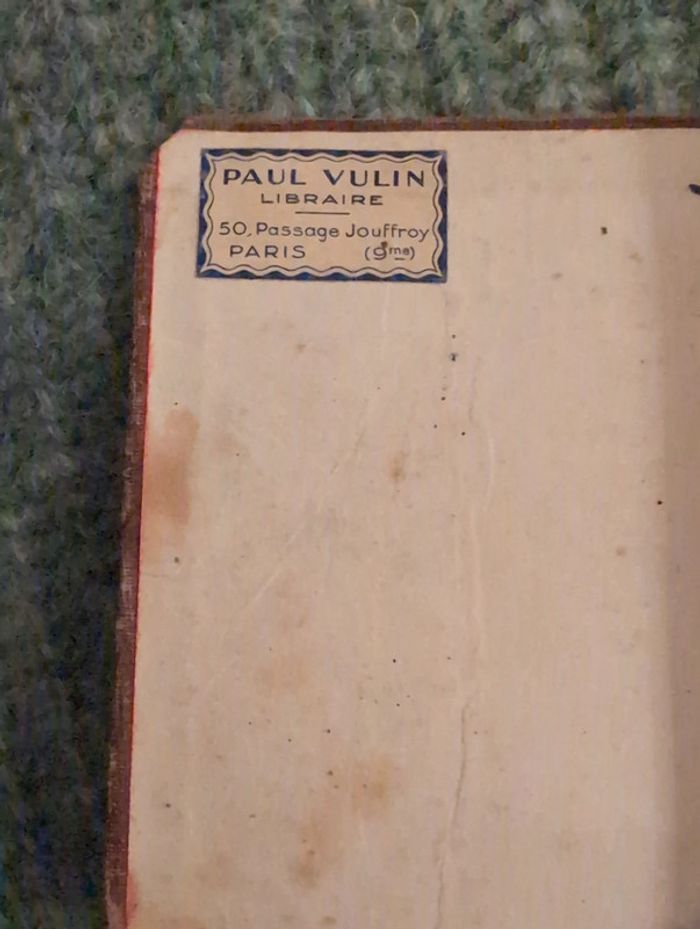 PAUL VULIN
LIBRAIRE
50, Passage Jouffroy
PARIS (9me)